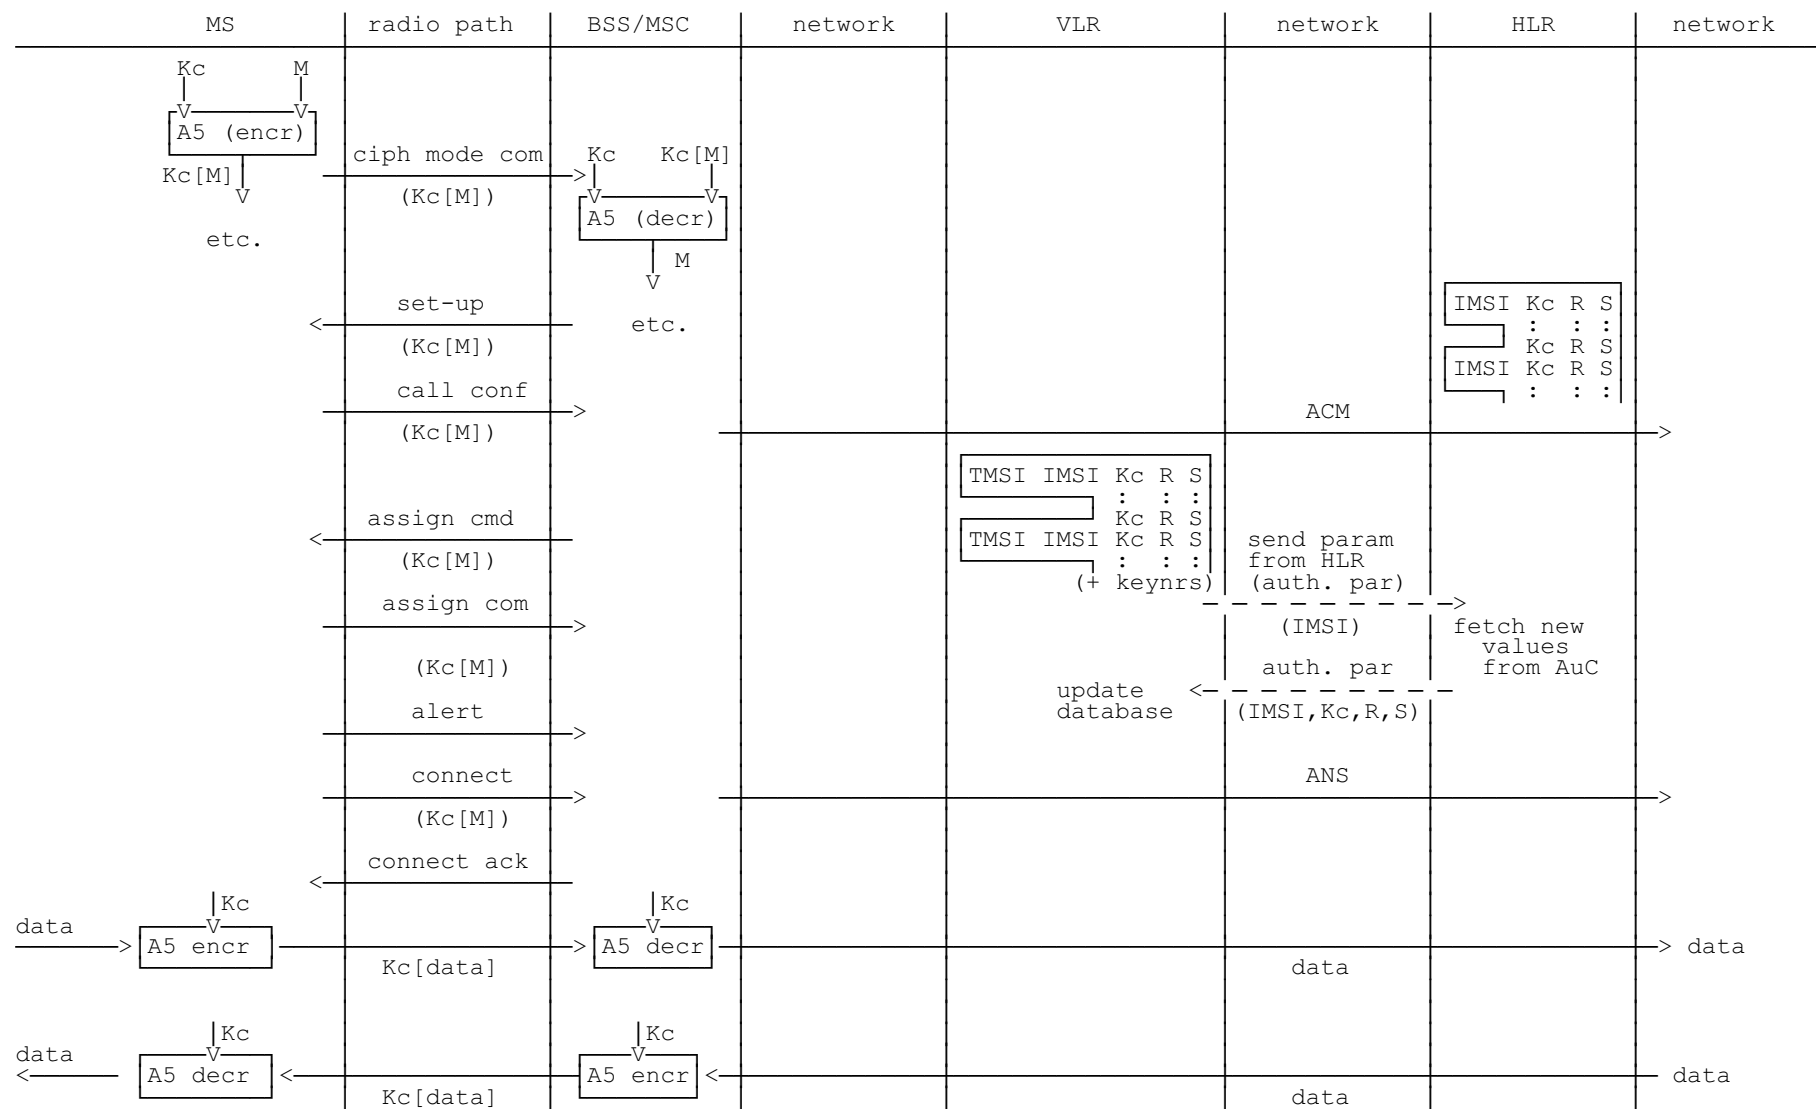 MS radio path BSS/MSC network VLR network HLR network
Kc M
A5 (encr)
ciph mode com Kc Kc[M]
Kc[M]
(Kc[M]) A5 (decr)
etc.
M
set-up IMSI Kc R S
etc. : : :
(Kc[M]) Kc R S
IMSI Kc R S
call conf : : :
ACM
(Kc[M])
TMSI IMSI Kc R S
: : :
assign cmd Kc R S
TMSI IMSI Kc R S send param
(Kc[M]) : : : from HLR
(+ keynrs) (auth. par)
assign com
(IMSI) fetch new
values
(Kc[M]) auth. par from AuC
update
alert database (IMSI,Kc,R,S)
connect ANS
(Kc[M])
connect ack
Kc Kc
data
A5 encr A5 decr data
Kc[data] data
Kc Kc
data
A5 decr A5 encr data
Kc[data] data